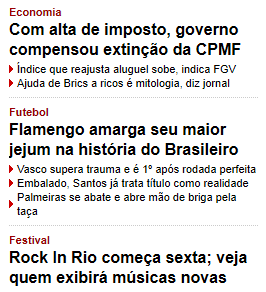 Economia
Com alta de imposto, governo
compensou extinção da CPMF
Índice que reajusta aluguel sobe, indica FGV
Ajuda de Brics a ricos é mitologia, diz jornal
Futebol
Flamengo amarga seu maior
jejum na história do Brasileiro
Vasco supera trauma e é 1º após rodada perfeita
Embalado, Santos já trata título como realidade
Palmeiras se abate e abre mão de briga pela
taça
Festival
Rock In Rio começa sexta; veja
quem exibirá músicas novas